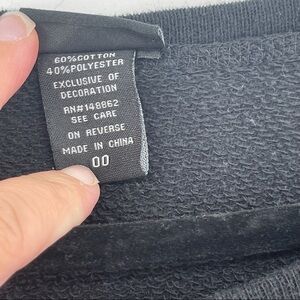 60%COTTON
40%POLYESTER
EXCLUSIVE OF
DECORATION
RN#148862
SEE CARE
ON REVERSE
MADE IN CHINA
00